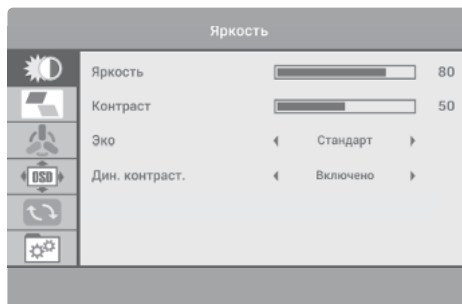 Яркость
Яркость 80
Контраст 50
Эко Стандарт
Дин. контраст. Включено
OSD